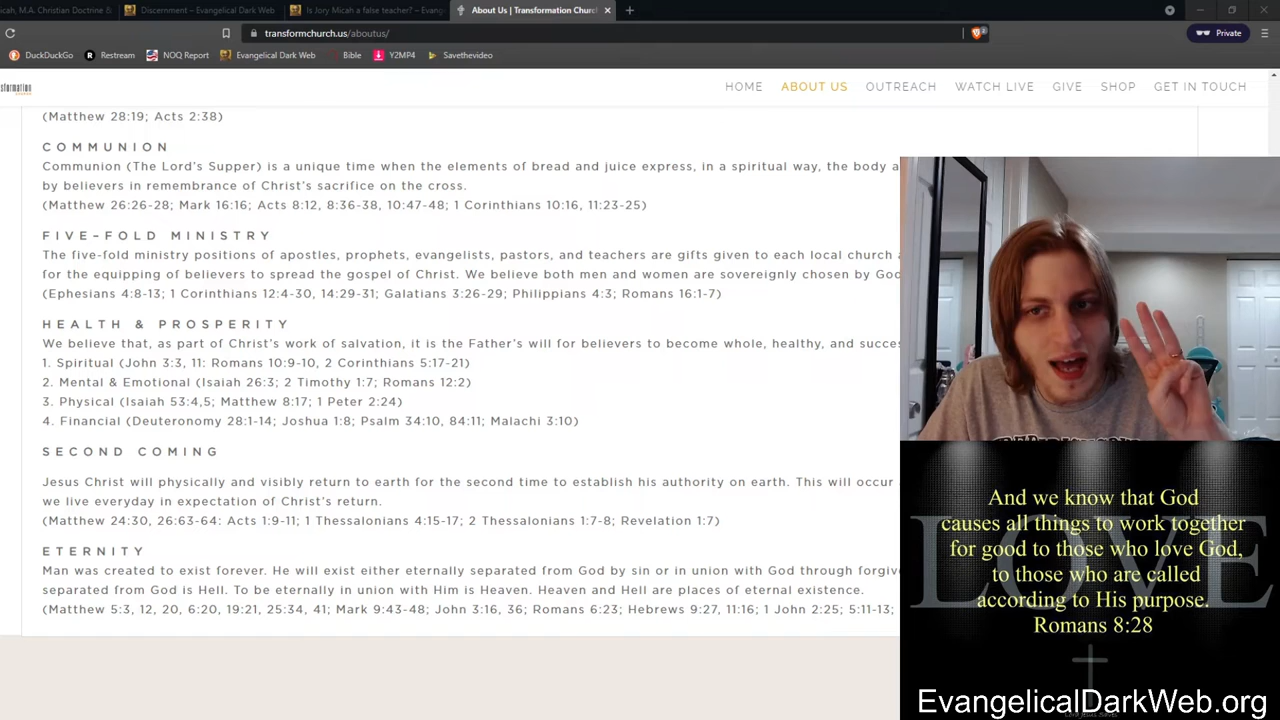 icah, M.A. Christian Doctrine &
Discernment – Evangelical Dark Web
Is Jory Micah a false teacher? – Evang
About Us | Transformation Church
transformchurch.us/aboutus/
Private
DuckDuckGo
Restream
NOQ Report
Evangelical Dark Web
Bible
Y2MP4
Savethevideo
sformation
HOME
ABOUT US
OUTREACH
WATCH LIVE
GIVE
SHOP
GET IN TOUCH
(Matthew 28:19; Acts 2:38)
COMMUNION
Communion (The Lord's Supper) is a unique time when the elements of bread and juice express, in a spiritual way, the body a
by believers in remembrance of Christ's sacrifice on the cross.
(Matthew 26:26-28; Mark 16:16; Acts 8:12, 8:36-38, 10:47-48; 1 Corinthians 10:16, 11:23-25)
FIVE-FOLD MINISTRY
The five-fold ministry positions of apostles, prophets, evangelists, pastors, and teachers are gifts given to each local church a
for the equipping of believers to spread the gospel of Christ. We believe both men and women are sovereignly chosen by Go
(Ephesians 4:8-13; 1 Corinthians 12:4-30, 14:29-31; Galatians 3:26-29; Philippians 4:3; Romans 16:1-7)
HEALTH & PROSPERITY
We believe that, as part of Christ's work of salvation, it is the Father's will for believers to become whole, healthy, and succe
1. Spiritual (John 3:3, 11: Romans 10:9-10, 2 Corinthians 5:17-21)
2. Mental & Emotional (Isaiah 26:3; 2 Timothy 1:7; Romans 12:2)
3. Physical (Isaiah 53:4,5; Matthew 8:17; 1 Peter 2:24)
4. Financial (Deuteronomy 28:1-14; Joshua 1:8; Psalm 34:10, 84:11; Malachi 3:10)
SECOND COMING
Jesus Christ will physically and visibly return to earth for the second time to establish his authority on earth. This will occur
we live everyday in expectation of Christ's return.
(Matthew 24:30, 26:63-64: Acts 1:9-11; 1 Thessalonians 4:15-17; 2 Thessalonians 1:7-8; Revelation 1:7)
ETERNITY
Man was created to exist forever. He will exist either eternally separated from God by sin or in union with God through forgive
separated from God is Hell. To be eternally in union with Him is Heaven. Heaven and Hell are places of eternal existence.
(Matthew 5:3, 12, 20, 6:20, 19:21, 25:34, 41; Mark 9:43-48; John 3:16, 36; Romans 6:23; Hebrews 9:27, 11:16; 1 John 2:25; 5:11-13;
LOVE
And we know that God
causes all things to work together
for good to those who love God,
to those who are called
according to His purpose.
Romans 8:28
EvangelicalDarkWeb.org